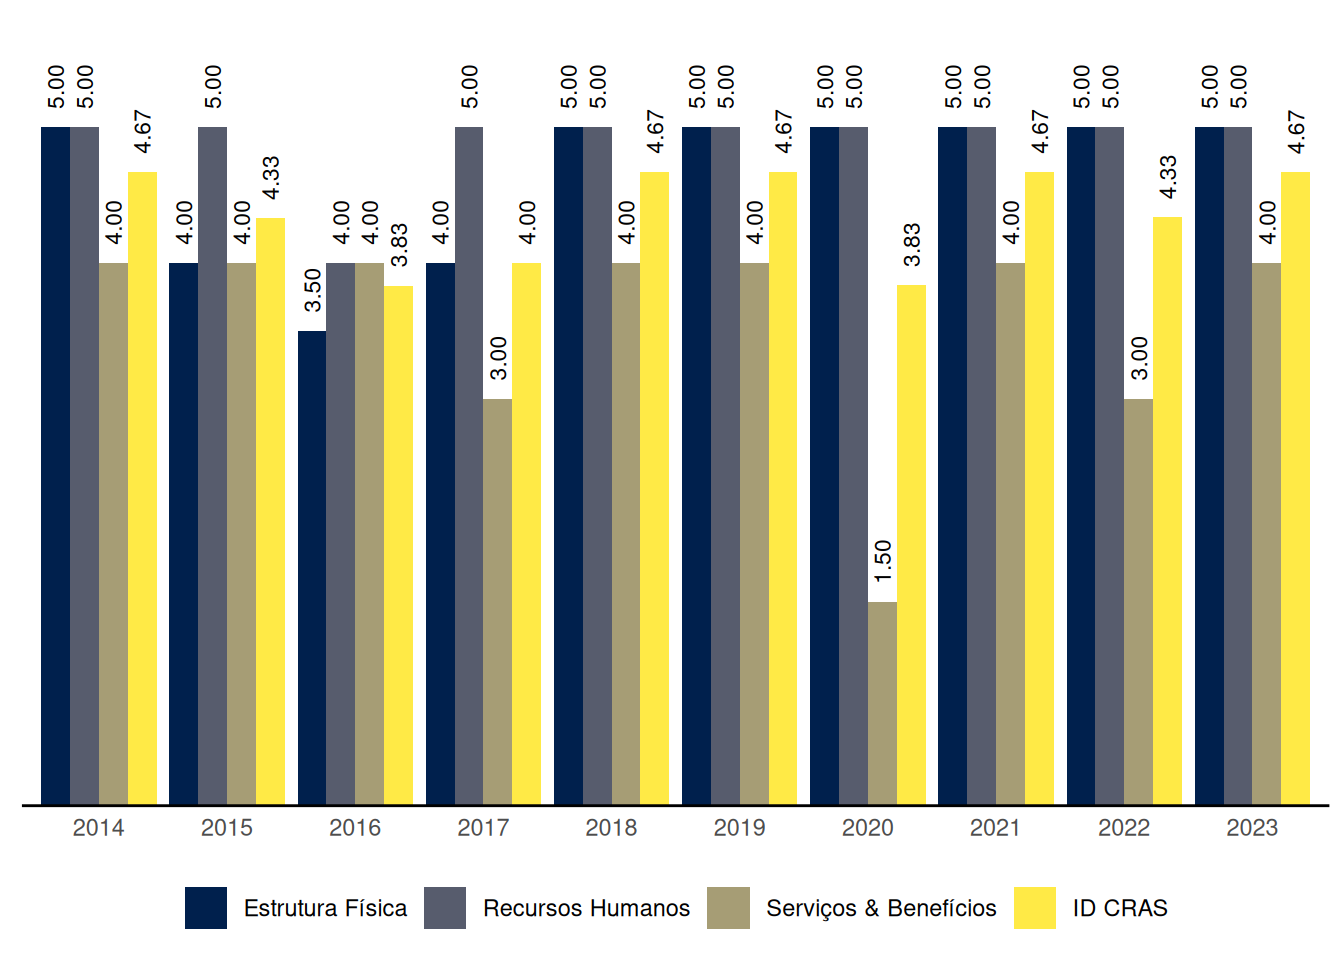 5.00 5.00 4.00 4.67 4.00 5.00 4.00 4.33 3.50 4.00 4.00 3.83 4.00 5.00 3.00 4.00 5.00 5.00 4.00 4.67 5.00 5.00 4.00 4.67 5.00 5.00 1.50 3.83 5.00 5.00 4.00 4.67 5.00 5.00 3.00 4.33 5.00 5.00 4.00 4.67
2014 2015 2016 2017 2018 2019 2020 2021 2022 2023
Estrutura Física Recursos Humanos Serviços & Benefícios ID CRAS